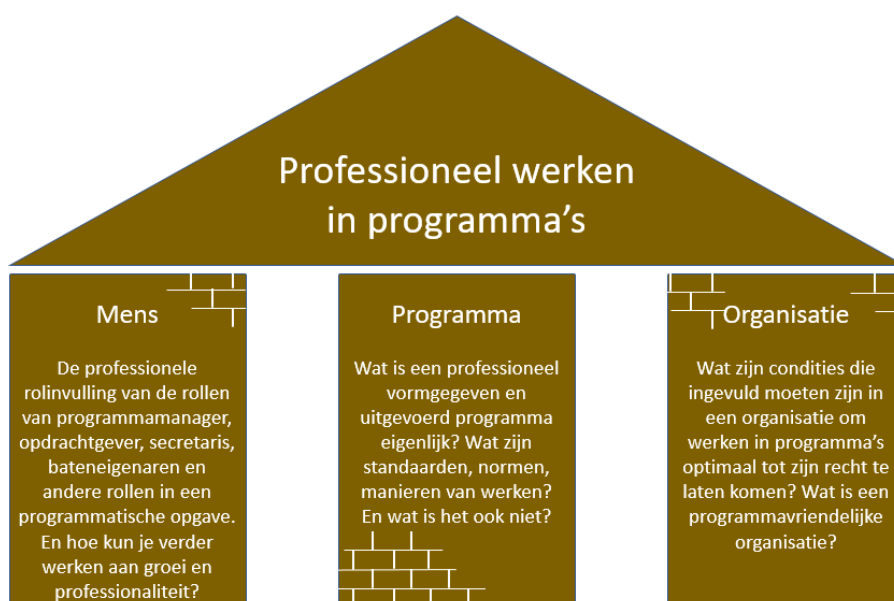 Professioneel werken
in programma's
Mens
De professionele
rolinvulling van de rollen
van programmamanager,
opdrachtgever, secretaris,
bateneigenaren en
andere rollen in een
programmatische opgave.
En hoe kun je verder
werken aan groei en
professionaliteit?
Programma
Wat is een professioneel
vormgegeven en
uitgevoerd programma
eigenlijk? Wat zijn
standaarden, normen,
manieren van werken?
En wat is het ook niet?
Organisatie
Wat zijn condities die
ingevuld moeten zijn in
een organisatie om
werken in programma's
optimaal tot zijn recht te
laten komen? Wat is een
programmavriendelijke
organisatie?